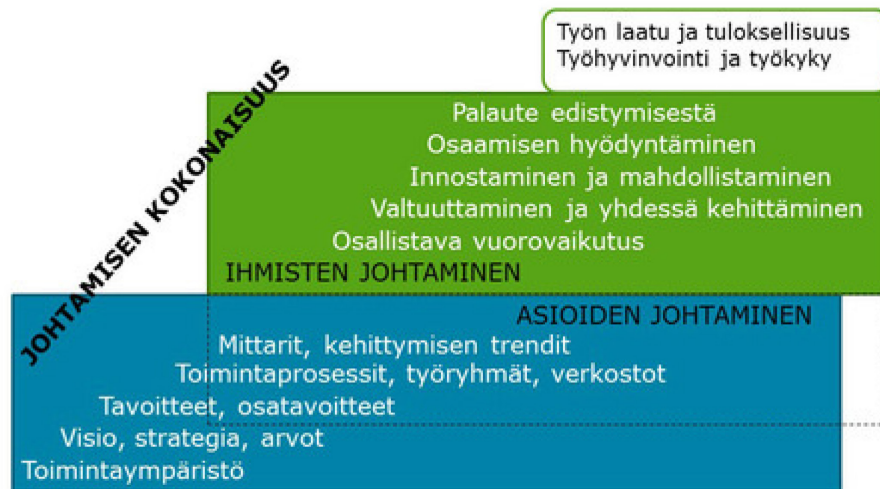 Työn laatu ja tuloksellisuus
Työhyvinvointi ja työkyky
JOHTAMISEN KOKONAISUUS
Palaute edistymisestä
Osaamisen hyödyntäminen
Innostaminen ja mahdollistaminen
Valtuuttaminen ja yhdessä kehittäminen
Osallistava vuorovaikutus
IHMISTEN JOHTAMINEN
ASIOIDEN JOHTAMINEN
Mittarit, kehittymisen trendit
Toimintaprosessit, työryhmät, verkostot
Tavoitteet, osatavoitteet
Visio, strategia, arvot
Toimintaympäristö